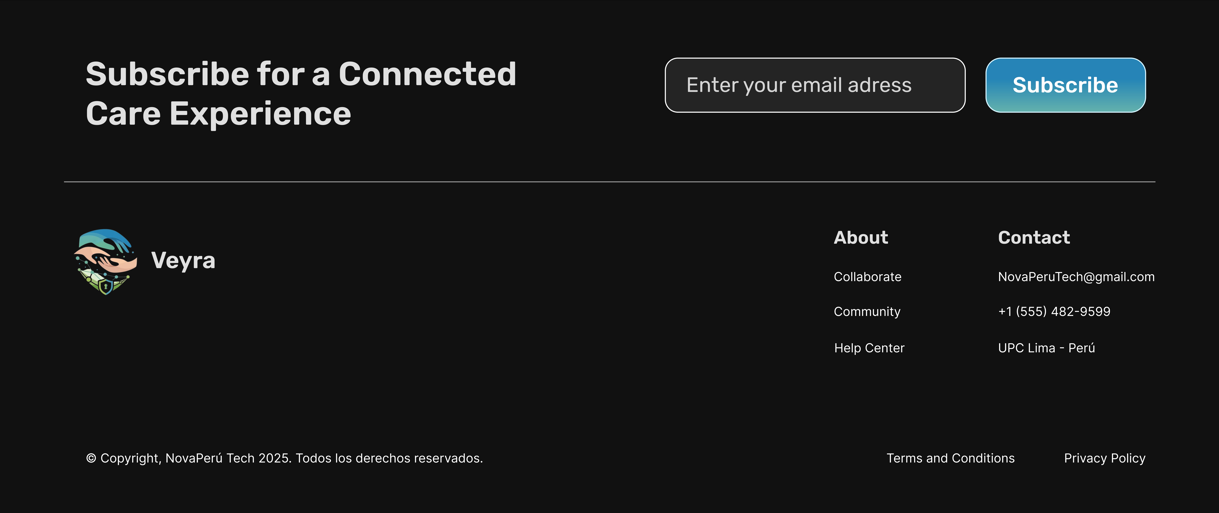 Subscribe for a Connected
Care Experience
Enter your email adress
Subscribe
Veyra
About
Collaborate
Community
Help Center
Contact
NovaPeruTech@gmail.com
+1 (555) 482-9599
UPC Lima - Perú
© Copyright, NovaPerú Tech 2025. Todos los derechos reservados.
Terms and Conditions
Privacy Policy